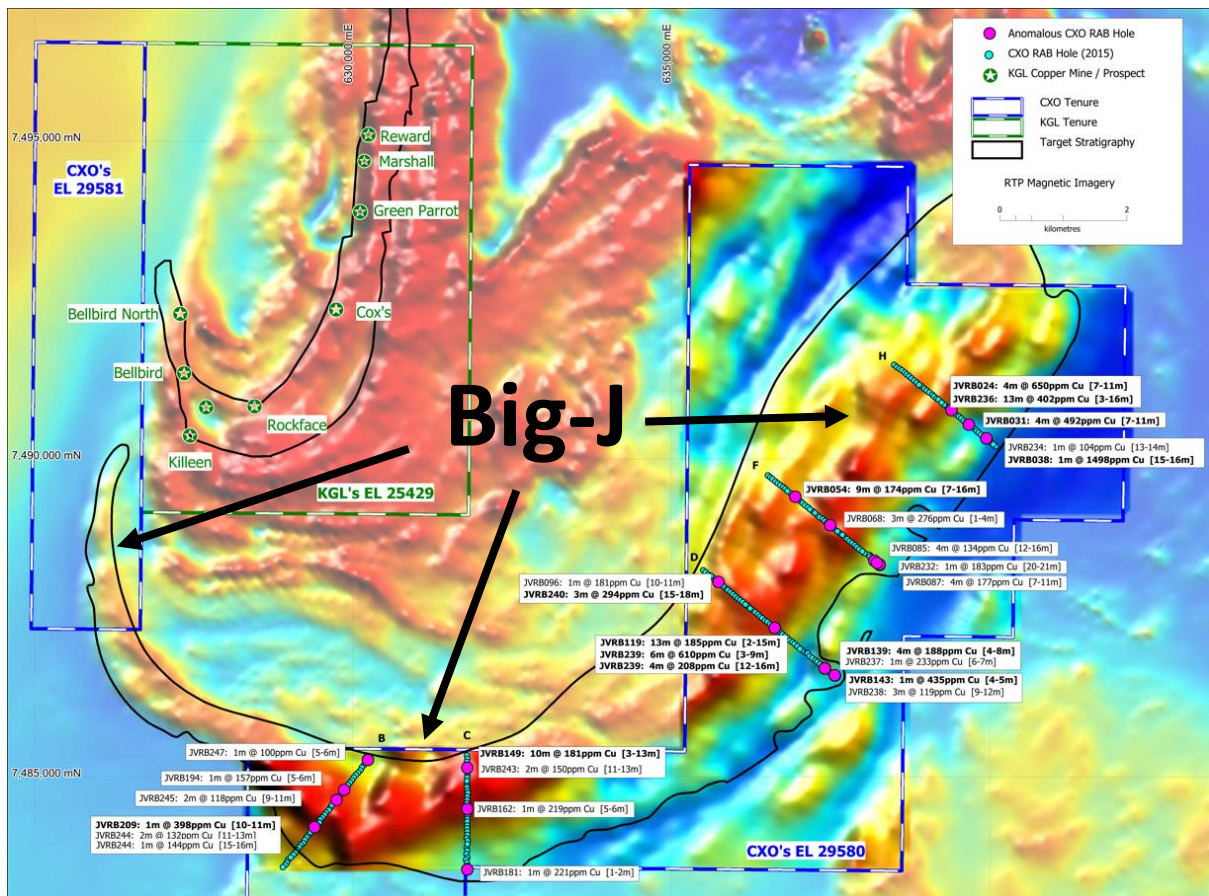 630,000 mE
635,000 mE
7,495,000 mN
7,490,000 mN
7,485,000 mN
Anomalous CXO RAB Hole
CXO RAB Hole (2015)
KGL Copper Mine / Prospect
CXO Tenure
KGL Tenure
Target Stratigraphy
RTP Magnetic Imagery
0 2
kilometres
CXO's
EL 29581
Reward
Marshall
Green Parrot
Cox's
Bellbird North
Bellbird
Rockface
Killeen
KGL's EL 25429
Big-J
H
JVRB024: 4m @ 650ppm Cu [7-11m]
JVRB236: 13m @ 402ppm Cu [3-16m]
JVRB031: 4m @ 492ppm Cu [7-11m]
JVRB234: 1m @ 104ppm Cu [13-14m]
JVRB038: 1m @ 1498ppm Cu [15-16m]
F
JVRB054: 9m @ 174ppm Cu [7-16m]
JVRB068: 3m @ 276ppm Cu [1-4m]
JVRB085: 4m @ 134ppm Cu [12-16m]
JVRB232: 1m @ 183ppm Cu [20-21m]
JVRB087: 4m @ 177ppm Cu [7-11m]
D
JVRB096: 1m @ 181ppm Cu [10-11m]
JVRB240: 3m @ 294ppm Cu [15-18m]
JVRB119: 13m @ 185ppm Cu [2-15m]
JVRB239: 6m @ 610ppm Cu [3-9m]
JVRB239: 4m @ 208ppm Cu [12-16m]
JVRB139: 4m @ 188ppm Cu [4-8m]
JVRB237: 1m @ 233ppm Cu [6-7m]
JVRB143: 1m @ 435ppm Cu [4-5m]
JVRB238: 3m @ 119ppm Cu [9-12m]
B
C
JVRB247: 1m @ 100ppm Cu [5-6m]
JVRB194: 1m @ 157ppm Cu [5-6m]
JVRB245: 2m @ 118ppm Cu [9-11m]
JVRB209: 1m @ 398ppm Cu [10-11m]
JVRB244: 2m @ 132ppm Cu [11-13m]
JVRB244: 1m @ 144ppm Cu [15-16m]
JVRB149: 10m @ 181ppm Cu [3-13m]
JVRB243: 2m @ 150ppm Cu [11-13m]
JVRB162: 1m @ 219ppm Cu [5-6m]
JVRB181: 1m @ 221ppm Cu [1-2m]
CXO's EL 29580